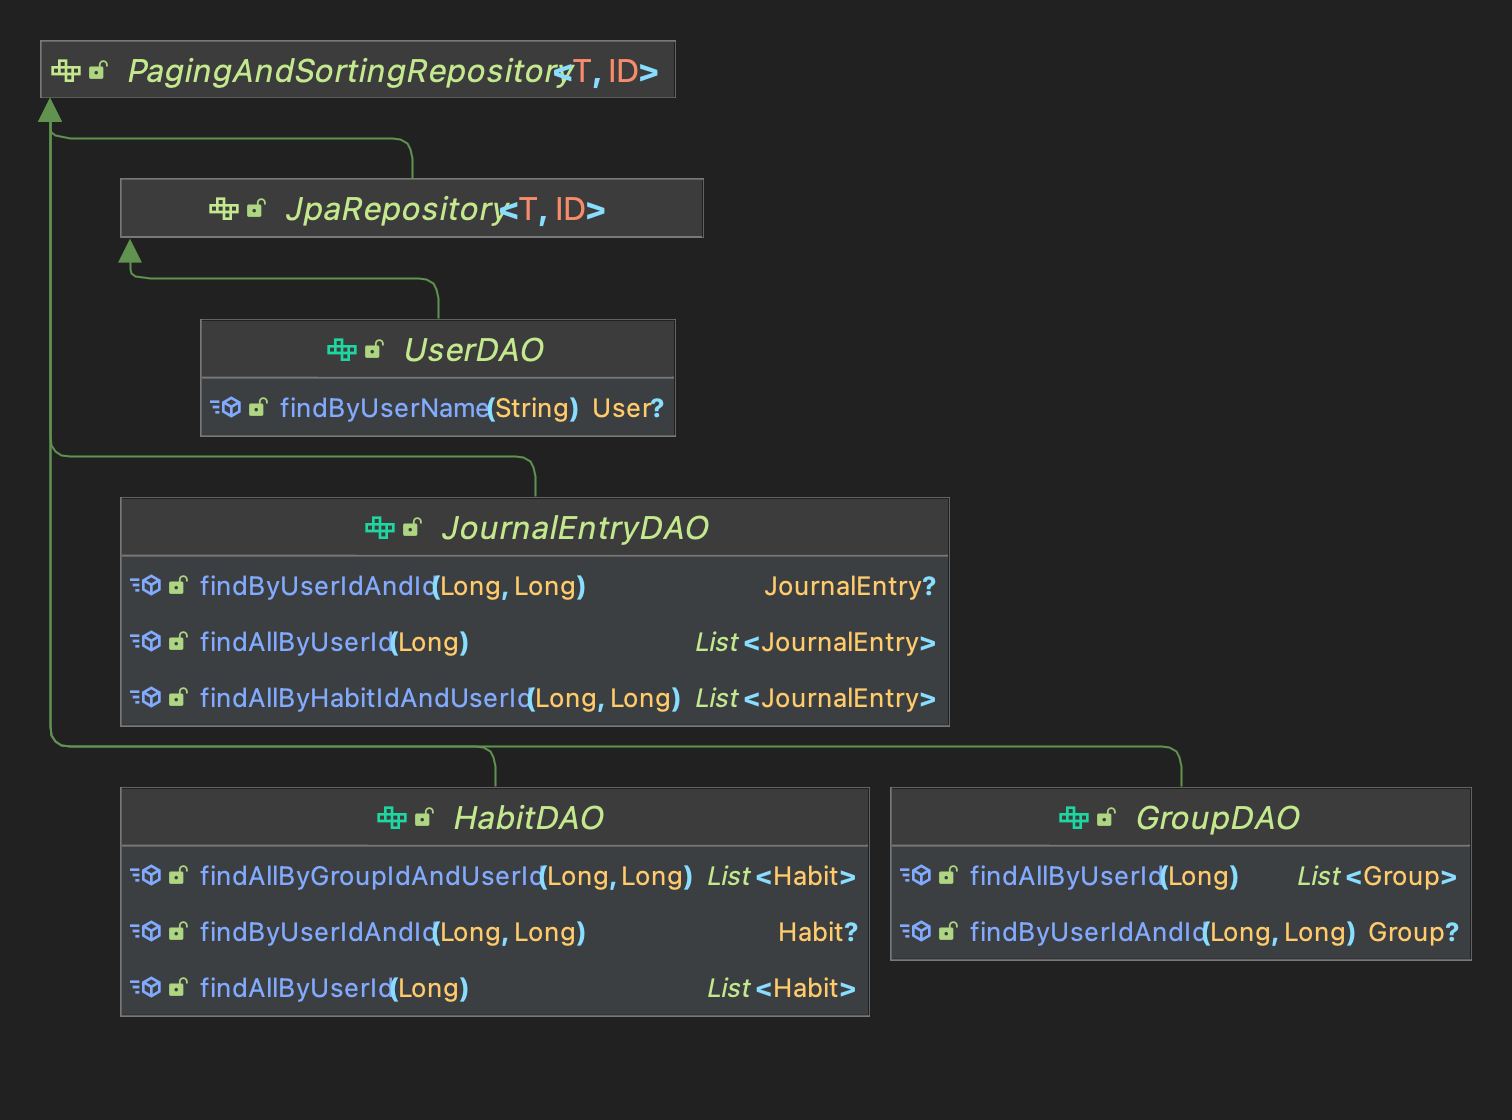 PagingAndSortingRepository<T, ID>
JpaRepository<T, ID>
UserDAO
findByUserName(String) User?
JournalEntryDAO
findByUserIdAndId(Long, Long) JournalEntry?
findAllByUserId(Long) List<JournalEntry>
findAllByHabitIdAndUserId(Long, Long) List<JournalEntry>
HabitDAO
findAllByGroupIdAndUserId(Long, Long) List<Habit>
findByUserIdAndId(Long, Long) Habit?
findAllByUserId(Long) List<Habit>
GroupDAO
findAllByUserId(Long) List<Group>
findByUserIdAndId(Long, Long) Group?